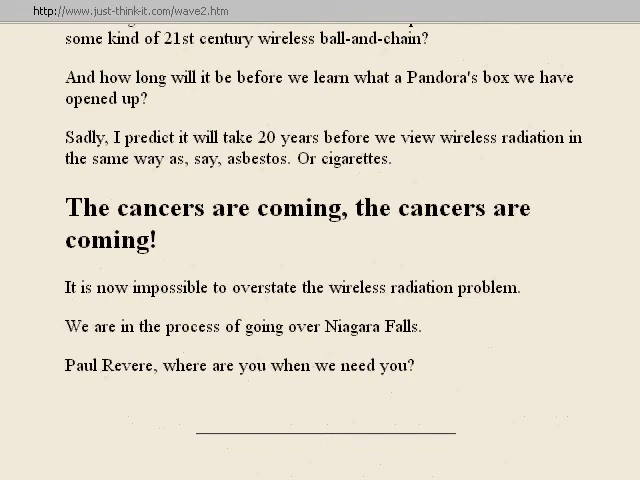 http://www.just-think-it.com/wave2.htm
some kind of 21st century wireless ball-and-chain?
And how long will it be before we learn what a Pandora's box we have
opened up?
Sadly, I predict it will take 20 years before we view wireless radiation in
the same way as, say, asbestos. Or cigarettes.
The cancers are coming, the cancers are
coming!
It is now impossible to overstate the wireless radiation problem.
We are in the process of going over Niagara Falls.
Paul Revere, where are you when we need you?